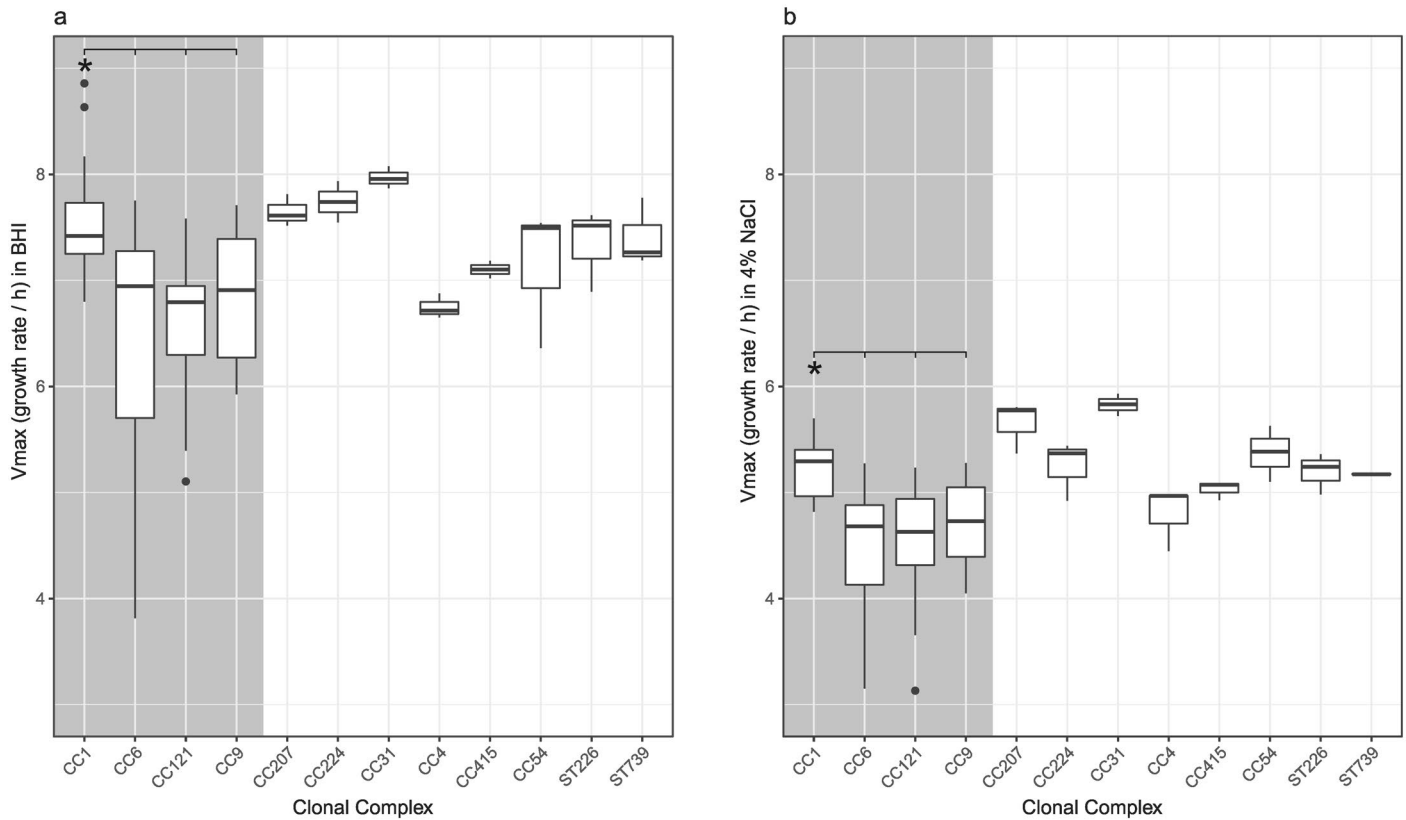 a
*
Vmax (growth rate / h) in BHI
8
6
4
CC1
CC6
CC121
CC9
CC207
CC224
CC31
CC4
CC415
CC54
ST226
ST739
Clonal Complex
b
*
Vmax (growth rate / h) in 4% NaCl
8
6
4
CC1
CC6
CC121
CC9
CC207
CC224
CC31
CC4
CC415
CC54
ST226
ST739
Clonal Complex